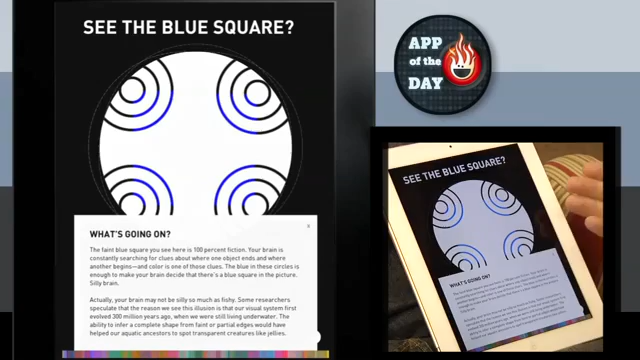 SEE THE BLUE SQUARE?
APP
of the
DAY
SEE THE BLUE SQUARE?
WHAT'S GOING ON?
The faint blue square you see here is 100 percent fiction. Your brain is
constantly searching for clues about where one object ends and where
another begins—and color is one of those clues. The blue in these circles is
enough to make your brain decide that there's a blue square in the picture.
Silly brain.
Actually, your brain may not be silly so much as fishy. Some researchers
speculate that the reason we see this illusion is that our visual system first
evolved 300 million years ago, when we were still living underwater. The
ability to infer a complete shape from faint or partial edges would have
helped our aquatic ancestors to spot transparent creatures like jellies.
WHAT'S GOING ON?